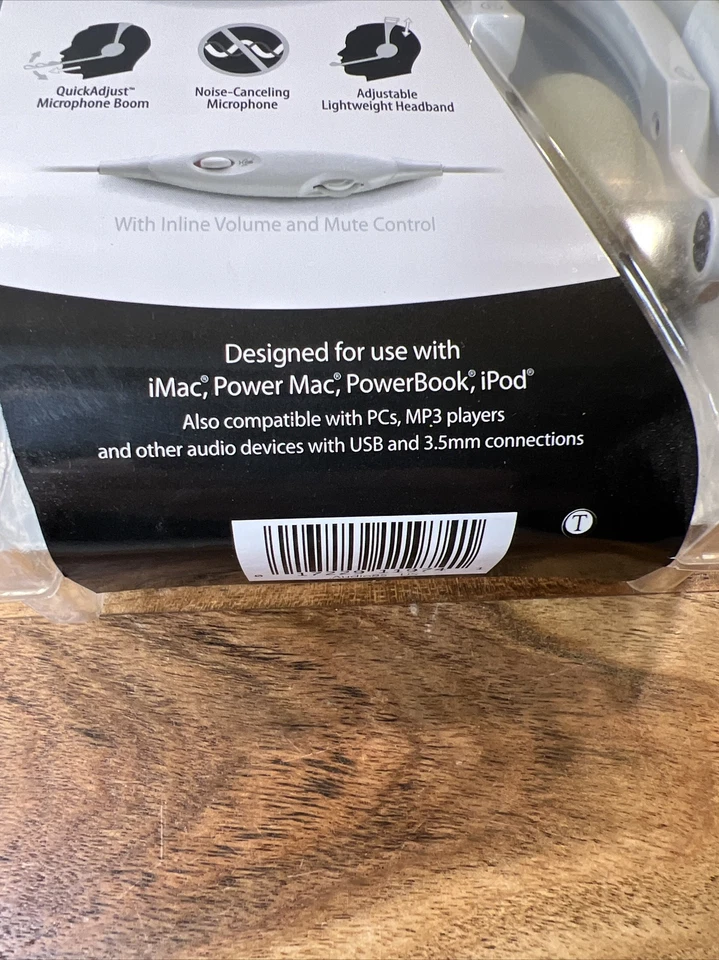 QuickAdjust™
Microphone Boom
Noise-Canceling
Microphone
Adjustable
Lightweight Headband
With Inline Volume and Mute Control
Designed for use with
iMac®, Power Mac®, PowerBook®, iPod®
Also compatible with PCs, MP3 players
and other audio devices with USB and 3.5mm connections
T